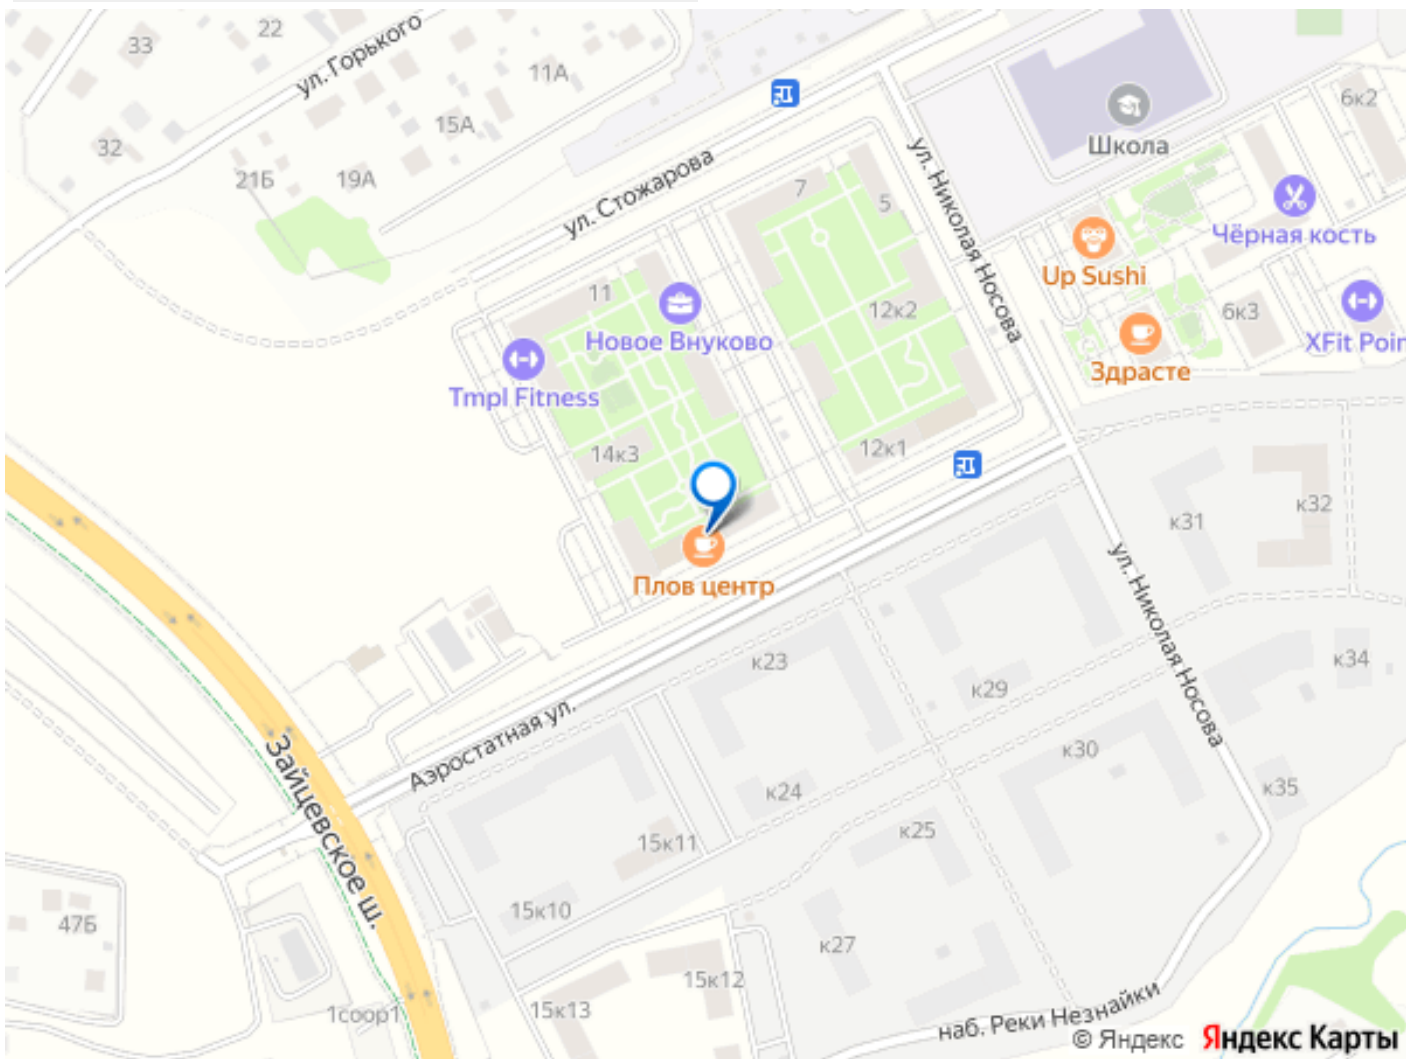 22
33
ул. Горького
11А
15А
32
21Б
19А
ул. Стожарова
7
5
ул. Николая Носова
Школа
6к2
Чёрная кость
Up Sushi
6к3
XFit Poin
Здрасте
11
Новое Внуково
12к2
Tmpl Fitness
14к3
12к1
Плов центр
к31
к32
ул. Николая Носова
к34
к23
к29
Аэростатная ул.
к30
к35
к24
к25
Зайцевское ш.
15к11
15к10
47Б
к27
15к12
15к13
1соор1
наб. Реки Незнайки
© Яндекс Яндекс Карты